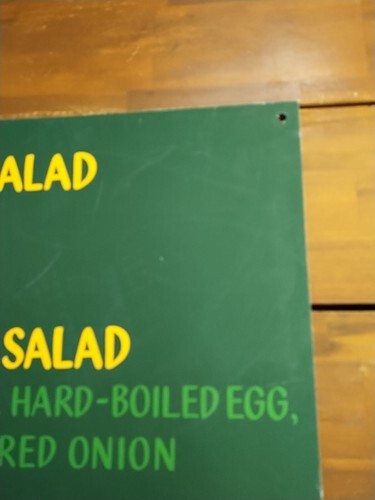 ALAD
SALAD
HARD-BOILED EGG,
RED ONION